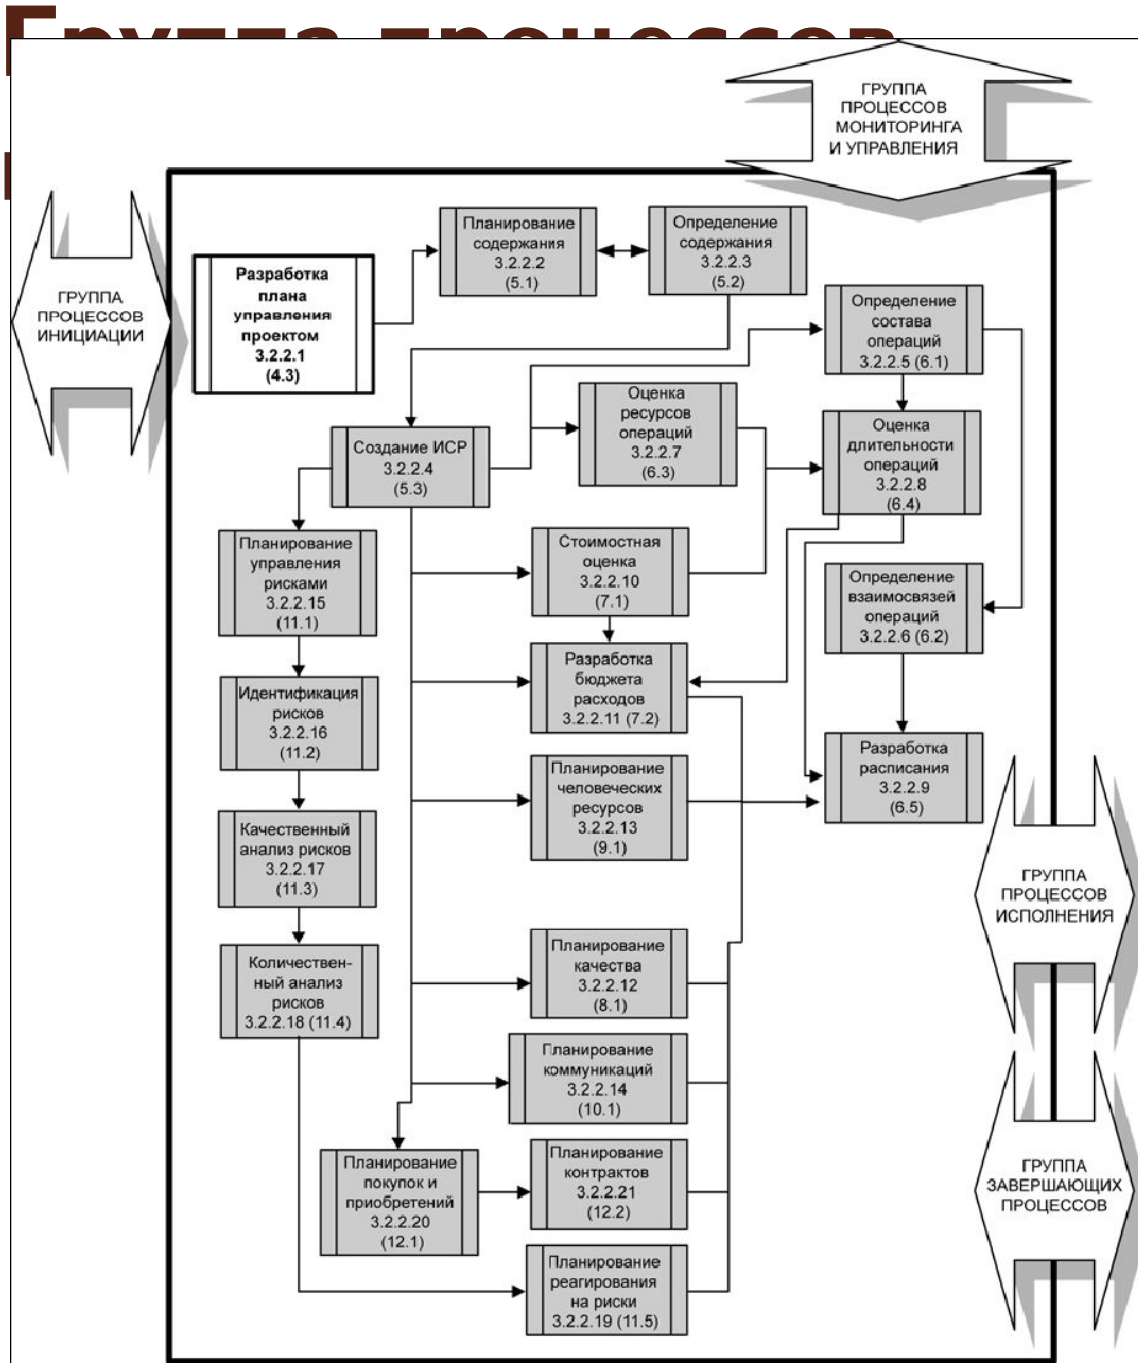 Группа процессов
ГРУППА
ПРОЦЕССОВ
МОНИТОРИНГА
И УПРАВЛЕНИЯ
ГРУППА
ПРОЦЕССОВ
ИНИЦИАЦИИ
Разработка
плана
управления
проектом
3.2.2.1
(4.3)
Планирование
содержания
3.2.2.2
(5.1)
Определение
содержания
3.2.2.3
(5.2)
Определение
состава
операций
3.2.2.5 (6.1)
Оценка
ресурсов
операций
3.2.2.7
(6.3)
Оценка
длительности
операций
3.2.2.8
(6.4)
Создание ИСР
3.2.2.4
(5.3)
Планирование
управления
рисками
3.2.2.15
(11.1)
Стоимостная
оценка
3.2.2.10
(7.1)
Определение
взаимосвязей
операций
3.2.2.6 (6.2)
Разработка
бюджета
расходов
3.2.2.11 (7.2)
Идентификация
рисков
3.2.2.16
(11.2)
Разработка
расписания
3.2.2.9
(6.5)
Планирование
человеческих
ресурсов
3.2.2.13
(9.1)
Качественный
анализ рисков
3.2.2.17
(11.3)
ГРУППА
ПРОЦЕССОВ
ИСПОЛНЕНИЯ
Количествен-
ный анализ
рисков
3.2.2.18 (11.4)
Планирование
качества
3.2.2.12
(8.1)
Планирование
коммуникаций
3.2.2.14
(10.1)
Планирование
покупок и
приобретений
3.2.2.20
(12.1)
Планирование
контрактов
3.2.2.21
(12.2)
ГРУППА
ЗАВЕРШАЮЩИХ
ПРОЦЕССОВ
Планирование
реагирования
на риски
3.2.2.19 (11.5)